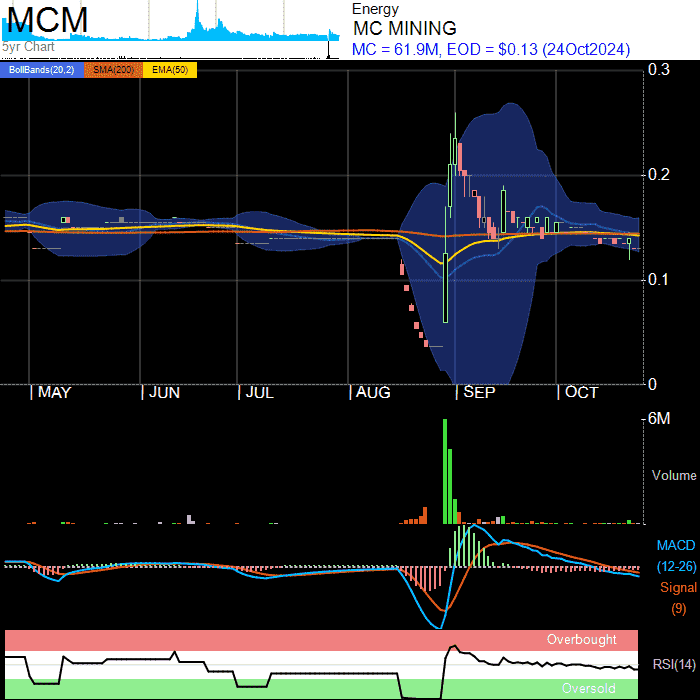 MCM
5yr Chart
Energy
MC MINING
MC = 61.9M, EOD = $0.13 (24Oct2024)
BollBands(20,2) SMA(200) EMA(50)
0.3
0.2
0.1
0
MAY JUN JUL AUG SEP OCT
6M
Volume
MACD
(12-26)
Signal
(9)
Overbought
RSI(14)
Oversold